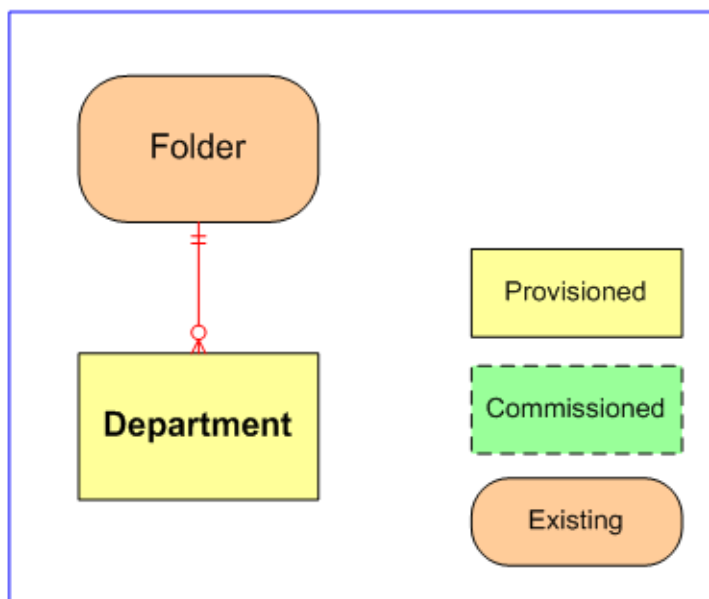 Folder
Department
Provisioned
Commissioned
Existing